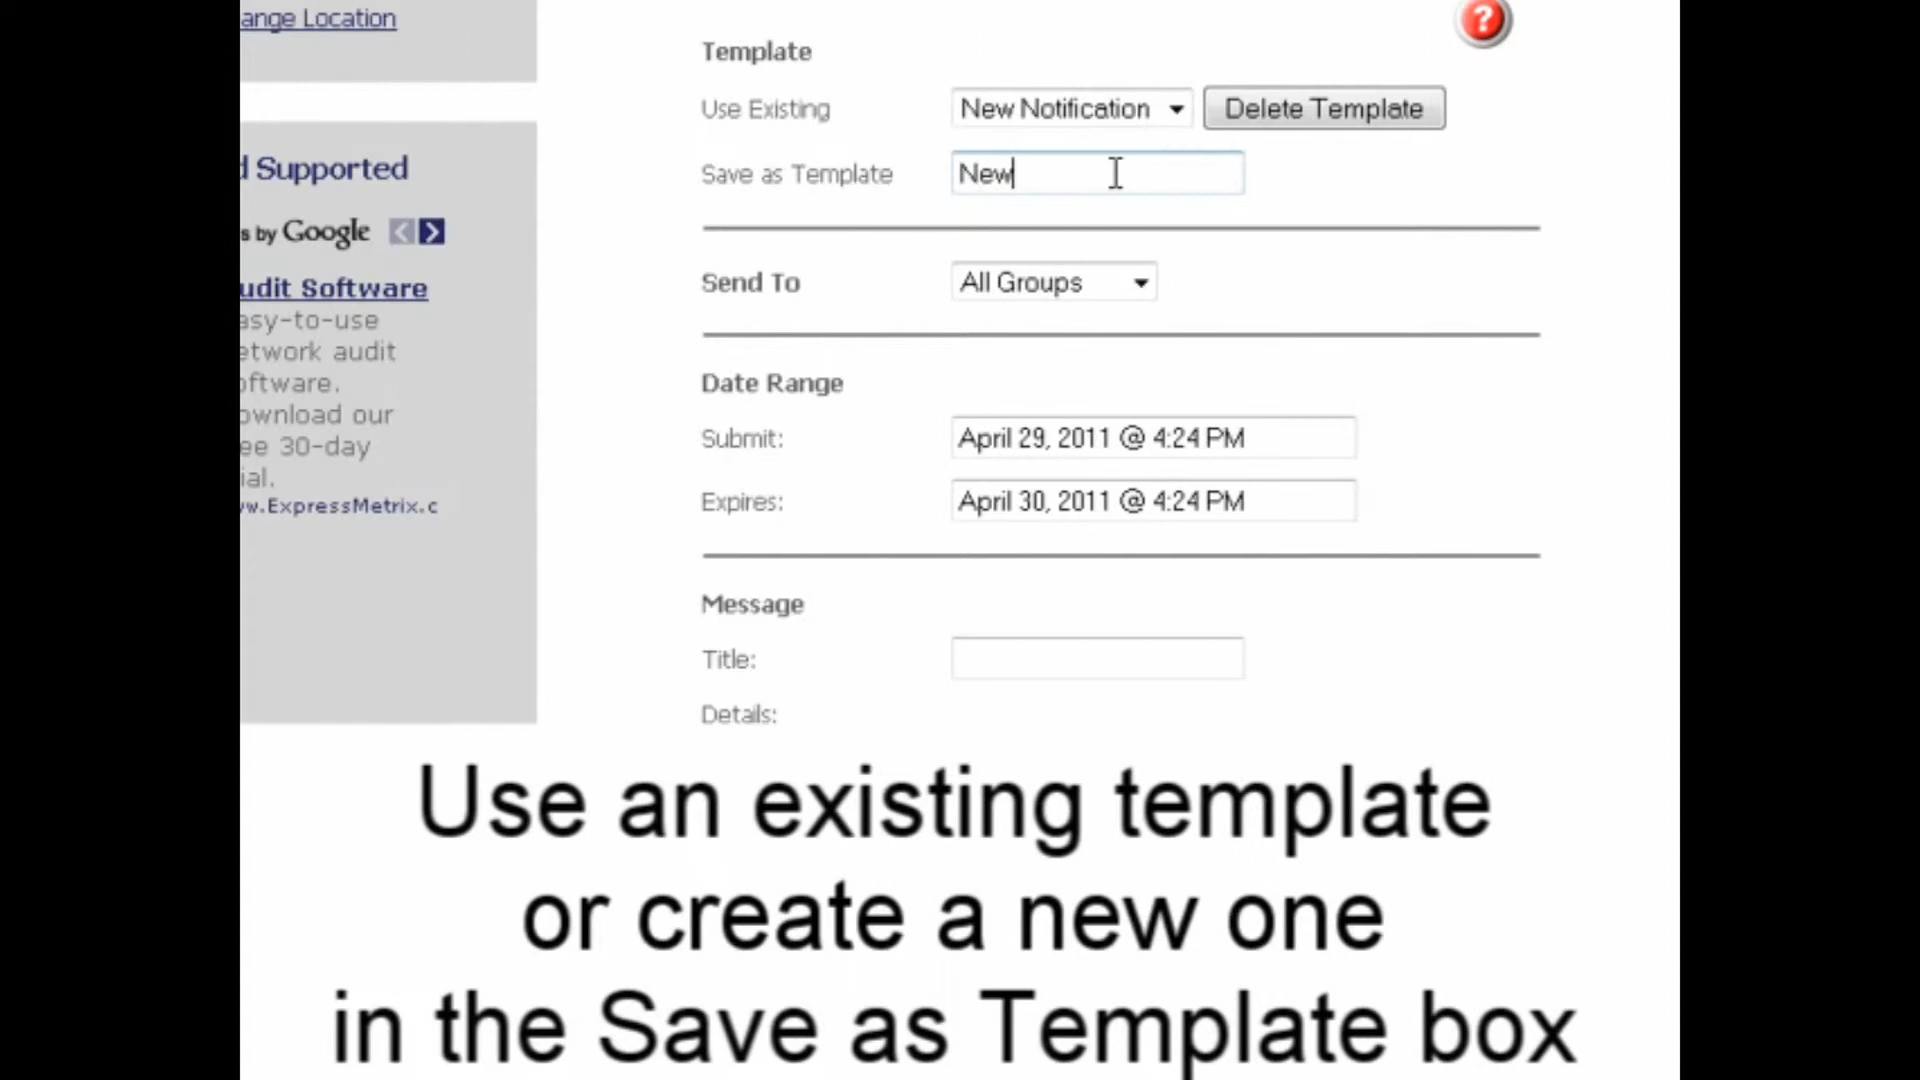 ange Location
?
Template
Use Existing New Notification Delete Template
Save as Template New
d Supported
s by Google
udit Software
asy-to-use
etwork audit
oftware.
ownload our
ee 30-day
ial.
w.ExpressMetrix.c
Send To All Groups
Date Range
Submit: April 29, 2011 @ 4:24 PM
Expires: April 30, 2011 @ 4:24 PM
Message
Title:
Details:
Use an existing template
or create a new one
in the Save as Template box